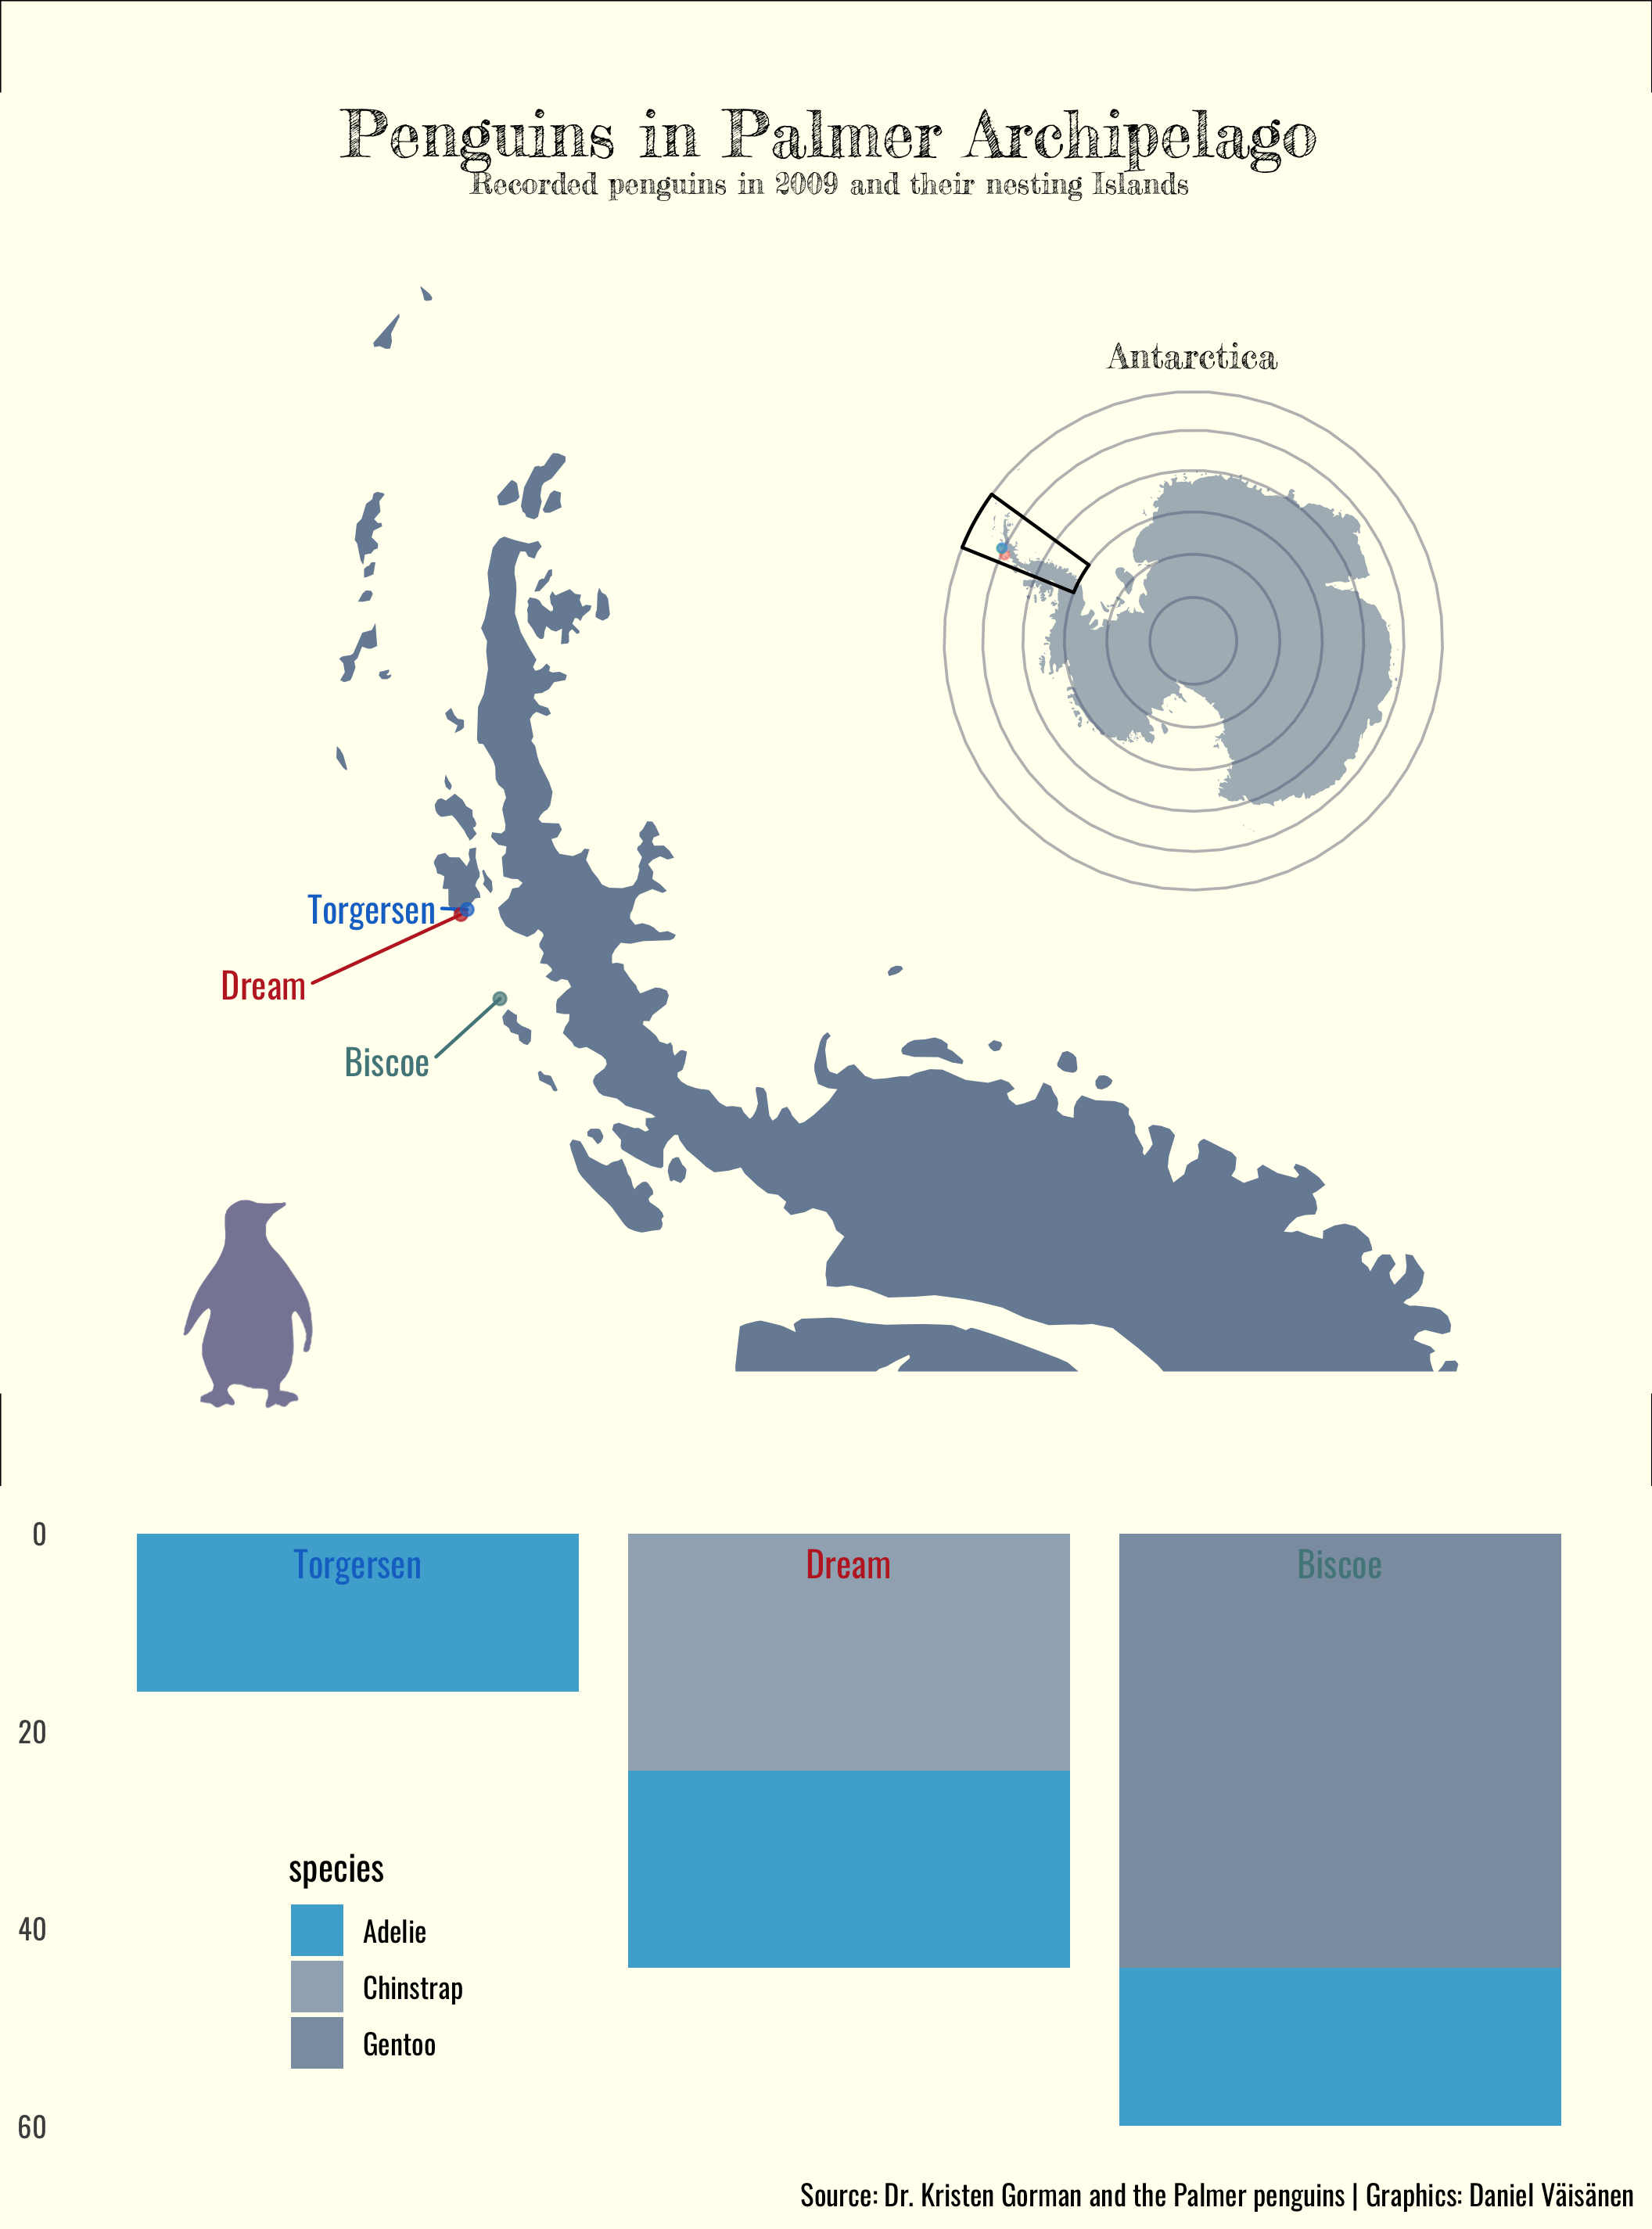 Penguins in Palmer Archipelago
Recorded penguins in 2009 and their nesting Islands
Antarctica
Torgersen
Dream
Biscoe
0
Torgersen
Dream
Biscoe
20
40
60
species
Adelie
Chinstrap
Gentoo
Source: Dr. Kristen Gorman and the Palmer penguins | Graphics: Daniel Väisänen